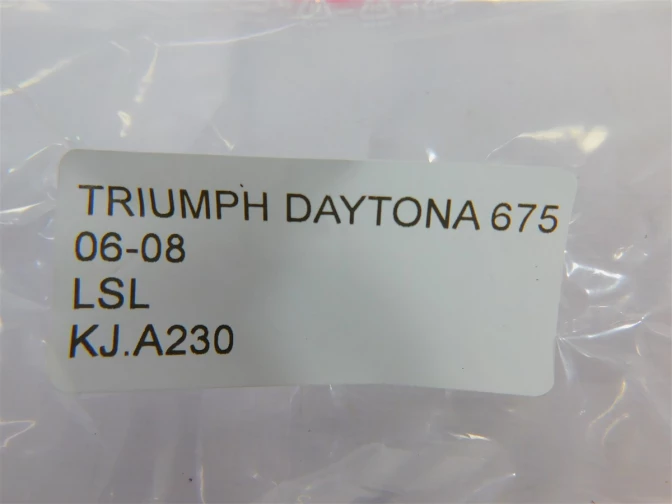 TRIUMPH DAYTONA 675
06-08
LSL
KJ.A230